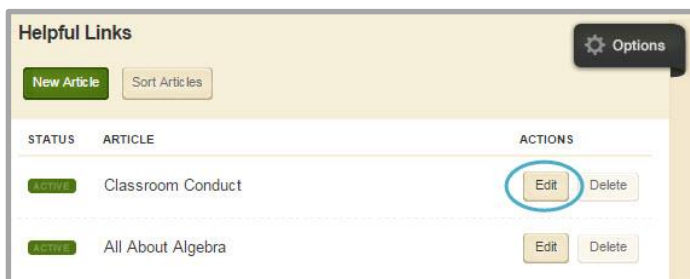 Helpful Links
Options
New Article Sort Articles
STATUS ARTICLE ACTIONS
ACTIVE Classroom Conduct Edit Delete
ACTIVE All About Algebra Edit Delete